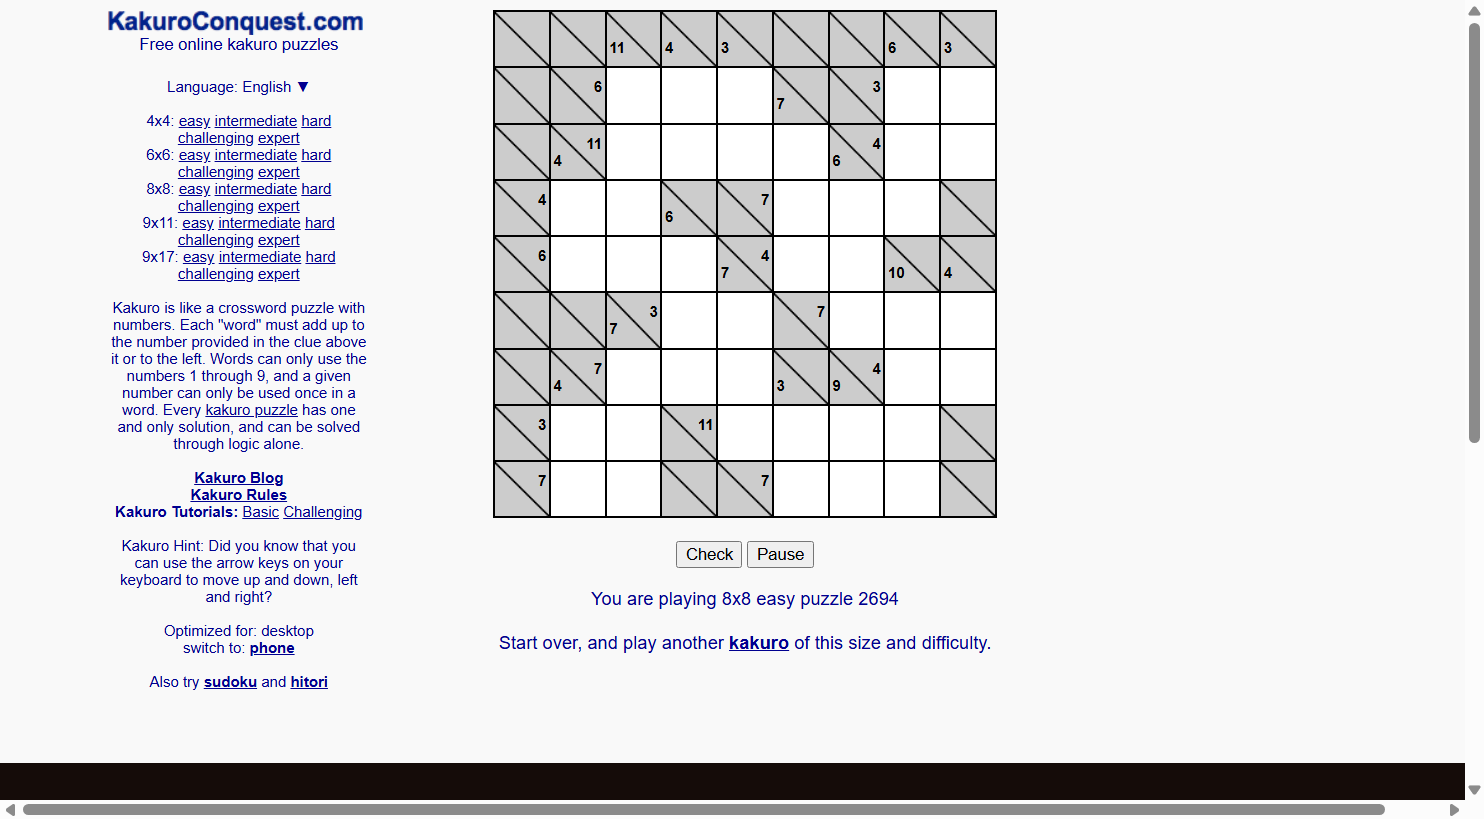 KakuroConquest.com
Free online kakuro puzzles
Language: English ▼
4x4: easy intermediate hard
challenging expert
6x6: easy intermediate hard
challenging expert
8x8: easy intermediate hard
challenging expert
9x11: easy intermediate hard
challenging expert
9x17: easy intermediate hard
challenging expert
Kakuro is like a crossword puzzle with
numbers. Each "word" must add up to
the number provided in the clue above
it or to the left. Words can only use the
numbers 1 through 9, and a given
number can only be used once in a
word. Every kakuro puzzle has one
and only solution, and can be solved
through logic alone.
Kakuro Blog
Kakuro Rules
Kakuro Tutorials: Basic Challenging
Kakuro Hint: Did you know that you
can use the arrow keys on your
keyboard to move up and down, left
and right?
Optimized for: desktop
switch to: phone
Also try sudoku and hitori
11 4 3 6 3
6 7 3
4 11 6 4
4 6 7
6 7 4 10 4
7 3 7
4 7 3 9 4
3 11
7 7
Check Pause
You are playing 8x8 easy puzzle 2694
Start over, and play another kakuro of this size and difficulty.